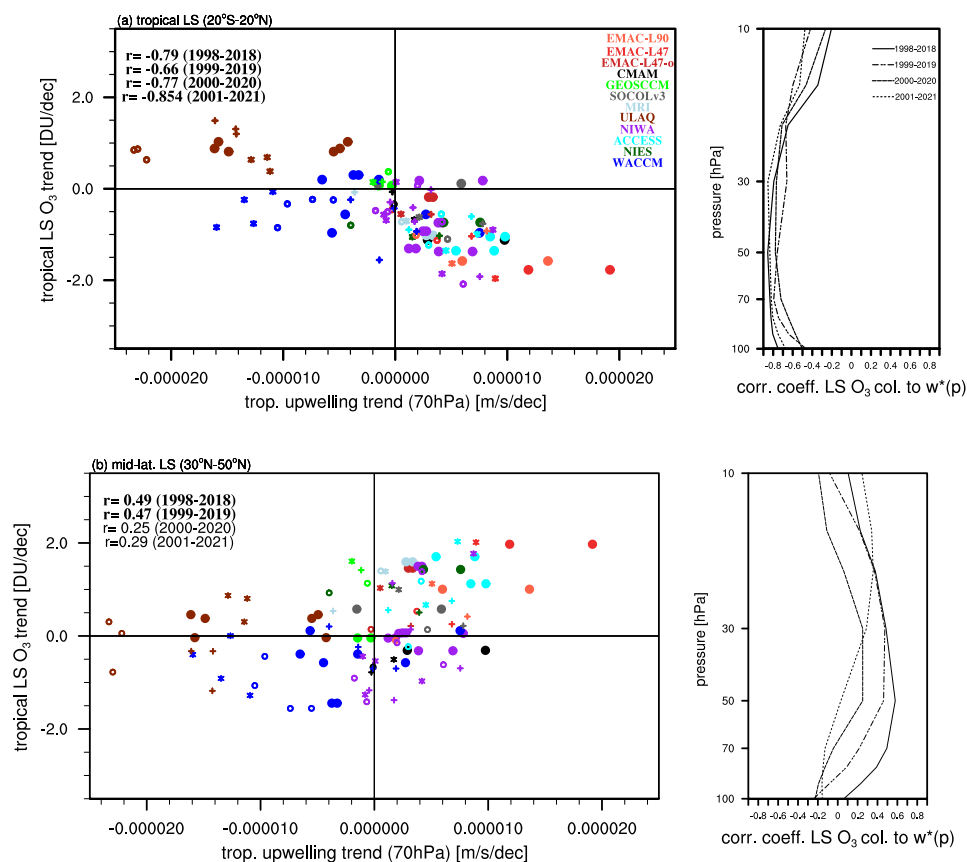 (a) tropical LS (20°S-20°N)
r= -0.79 (1998-2018)
r= -0.66 (1999-2019)
r= -0.77 (2000-2020)
r= -0.854 (2001-2021)
EMAC-L90
EMAC-L47
EMAC-L47-o
CMAM
GEOSCCM
SOCOLv3
MRI
ULAQ
NIWA
ACCESS
NIES
WACCM
tropical LS O3 trend [DU/dec]
2.0
0.0
-2.0
-0.000020 -0.000010 0.000000 0.000010 0.000020
trop. upwelling trend (70hPa) [m/s/dec]
1998-2018
1999-2019
2000-2020
2001-2021
pressure [hPa]
10
30
50
70
100
-0.8 -0.6 -0.4 -0.2 0 0.2 0.4 0.6 0.8
corr. coeff. LS O3 col. to w*(p)
(b) mid-lat. LS (30°N-50°N)
r= 0.49 (1998-2018)
r= 0.47 (1999-2019)
r= 0.25 (2000-2020)
r=0.29 (2001-2021)
tropical LS O3 trend [DU/dec]
2.0
0.0
-2.0
-0.000020 -0.000010 0.000000 0.000010 0.000020
trop. upwelling trend (70hPa) [m/s/dec]
pressure [hPa]
10
30
50
70
100
-0.8 -0.6 -0.4 -0.2 0 0.2 0.4 0.6 0.8
corr. coeff. LS O3 col. to w*(p)